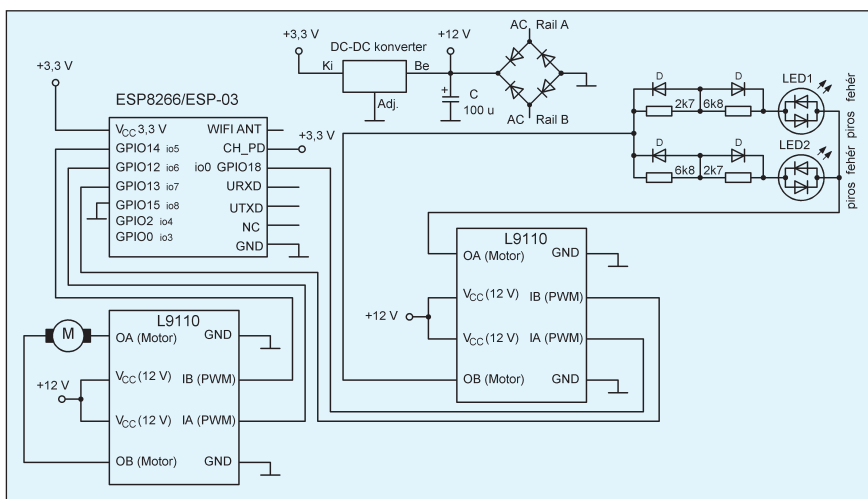 +3,3 V
ESP8266/ESP-03
VCC 3,3 V
GPIO14 io5
GPIO12 io6
GPIO13 io7
GPIO15 io8
GPIO2 io4
GPIO0 io3
WIFI ANT
CH_PD
+3,3 V
io0 GPIO18
URXD
UTXD
NC
GND
+3,3 V
DC-DC konverter
Ki
Be
Adj.
+12 V
+
C
100 u
AC
Rail A
AC
Rail B
D
D
2k7
6k8
LED1
piros fehér
D
D
6k8
2k7
LED2
piros fehér
L9110
OA (Motor)
GND
VCC (12 V)
IB (PWM)
+12 V
VCC (12 V)
IA (PWM)
OB (Motor)
GND
M
L9110
OA (Motor)
GND
VCC (12 V)
IB (PWM)
+12 V
VCC (12 V)
IA (PWM)
OB (Motor)
GND